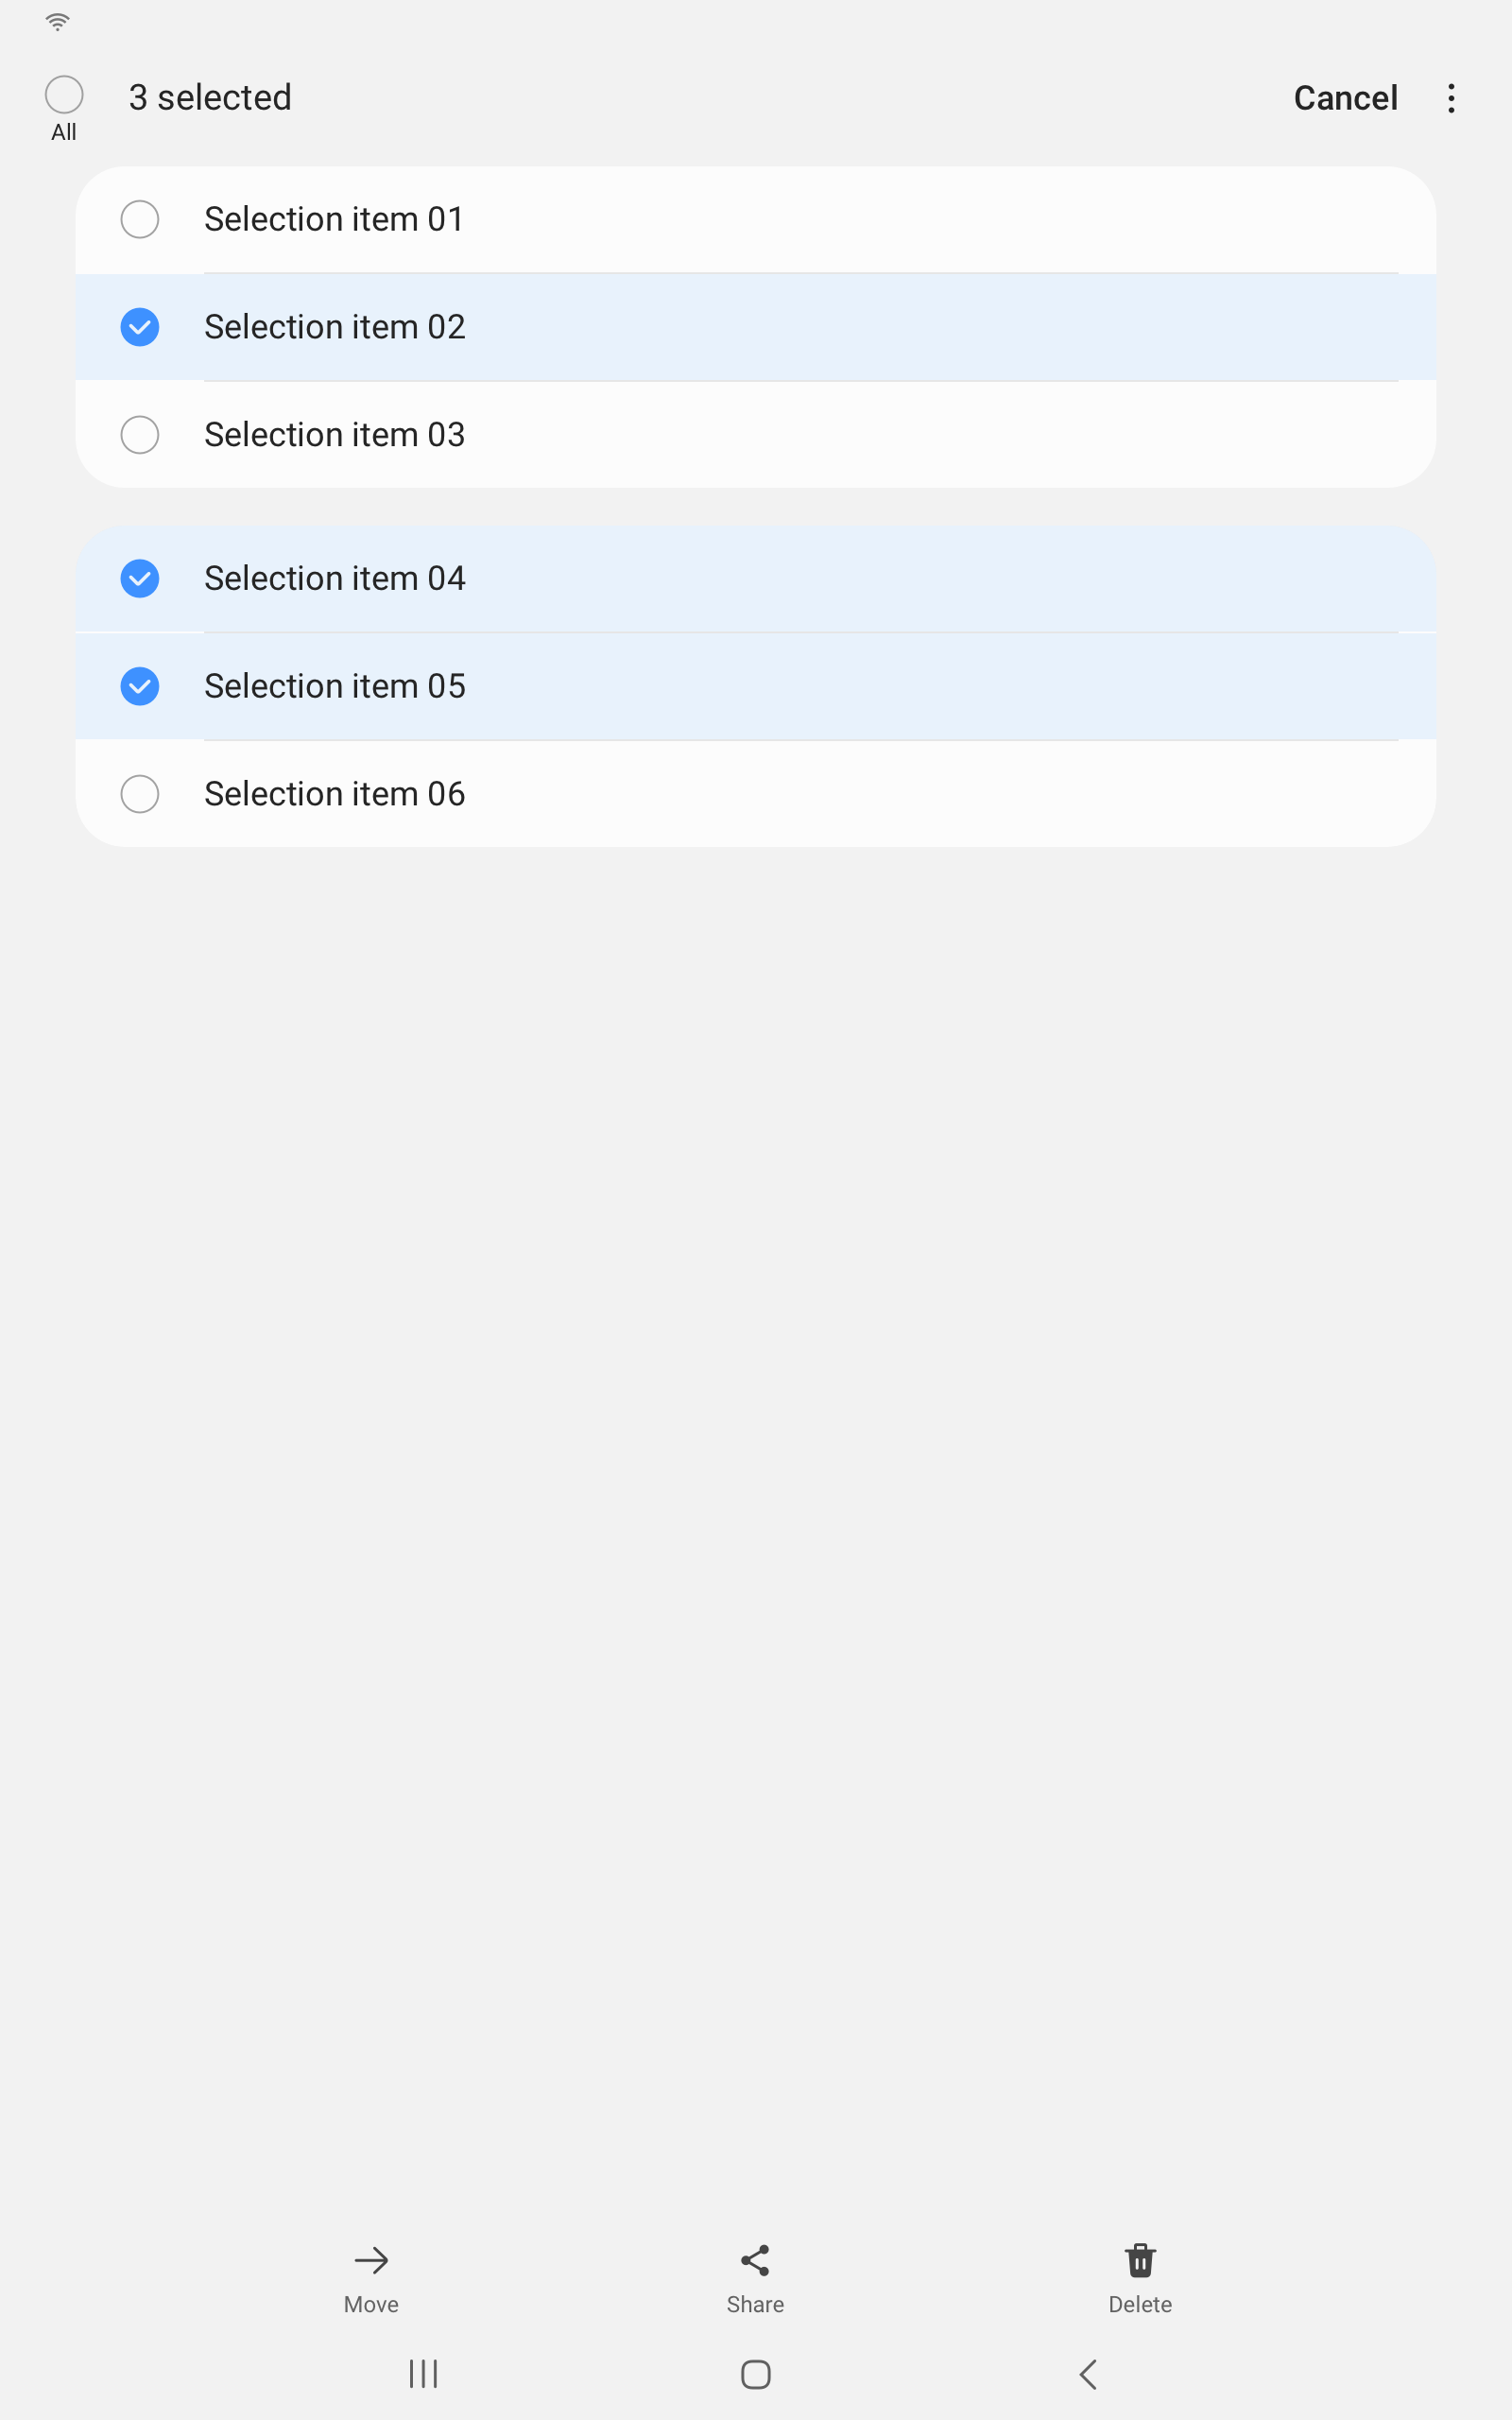 All
3 selected
Cancel
Selection item 01
Selection item 02
Selection item 03
Selection item 04
Selection item 05
Selection item 06
Move
Share
Delete